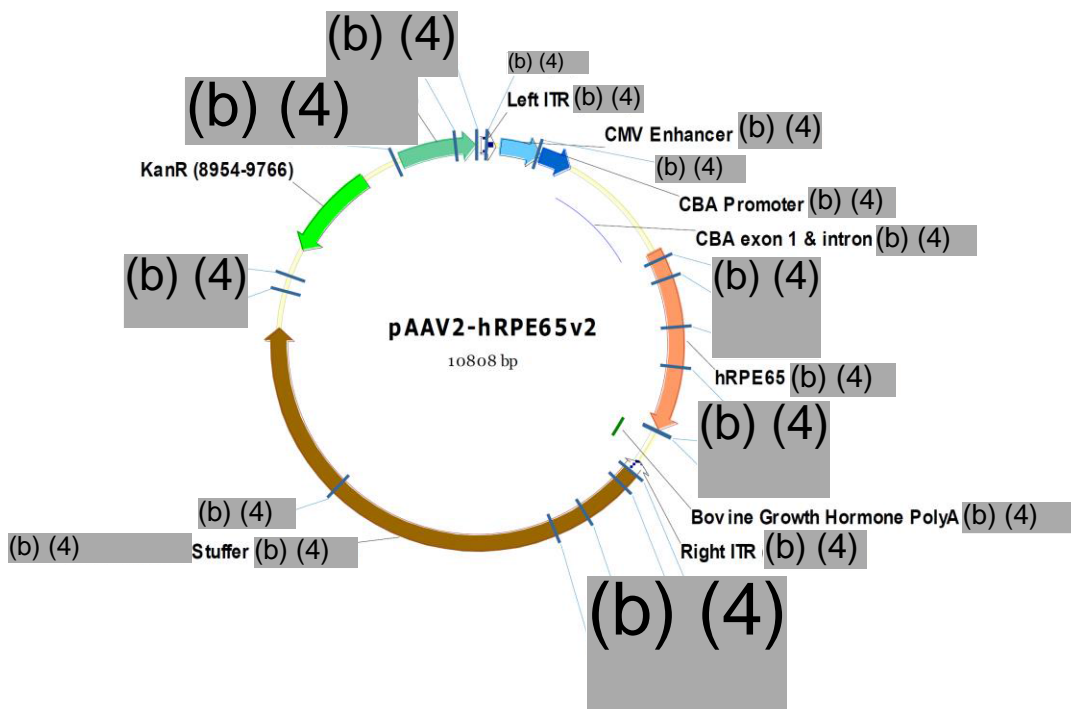 (b) (4)
(b) (4)
Left ITR (b) (4)
(b) (4)
CMV Enhancer (b) (4)
(b) (4)
KanR (8954-9766)
CBA Promoter (b) (4)
CBA exon 1 & intron (b) (4)
(b) (4)
(b) (4)
pAAV2-hRPE65v2
10808 bp
hRPE65 (b) (4)
(b) (4)
(b) (4)
Bovine Growth Hormone PolyA (b) (4)
(b) (4) Stuffer (b) (4)
Right ITR (b) (4)
(b) (4)